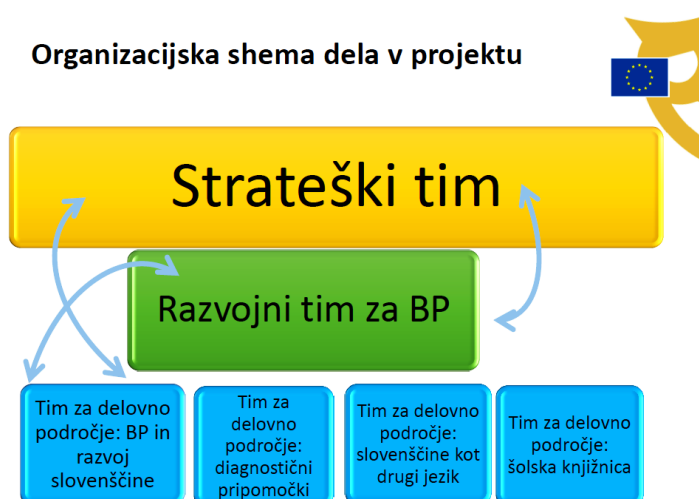 Organizacijska shema dela v projektu
Strateški tim
Razvojni tim za BP
Tim za delovno
področje: BP in
razvoj
slovenščine
Tim za
delovno
področje:
diagnostični
pripomočki
Tim za delovno
področje:
slovenščine kot
drugi jezik
Tim za delovno
področje:
šolska knjižnica